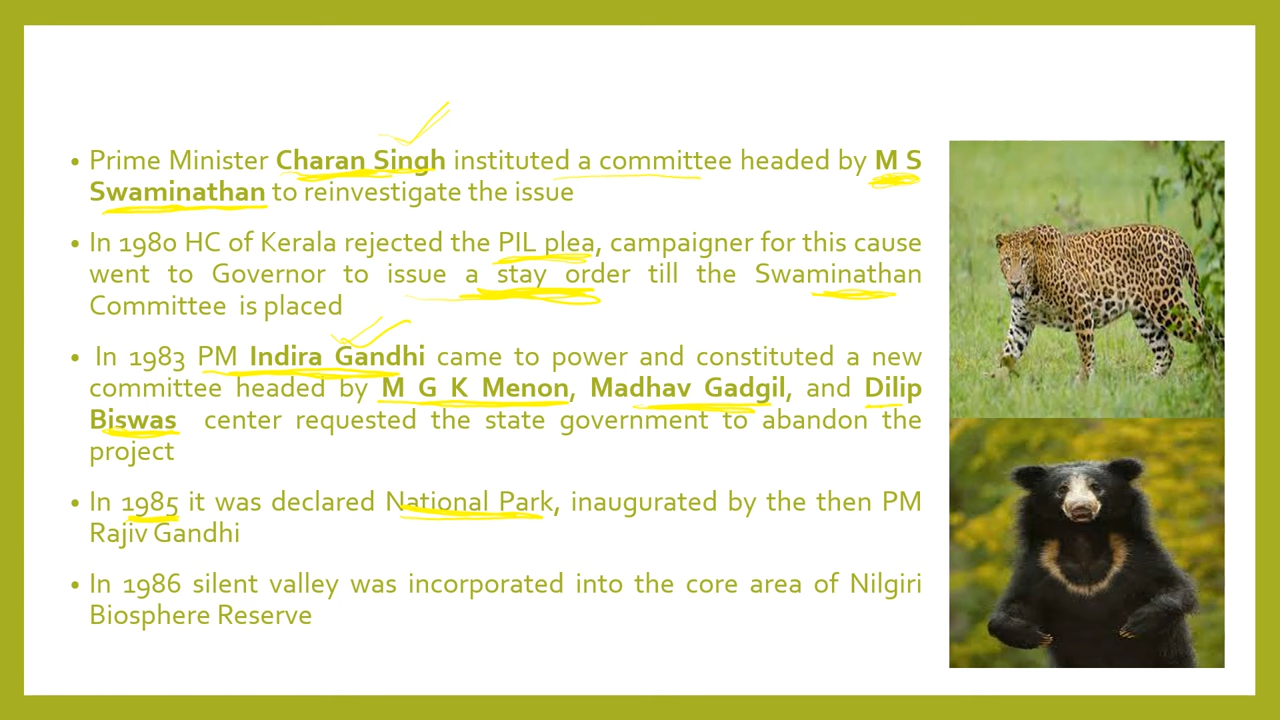 • Prime Minister Charan Singh instituted a committee headed by M S
Swaminathan to reinvestigate the issue
• In 1980 HC of Kerala rejected the PIL plea, campaigner for this cause
went to Governor to issue a stay order till the Swaminathan
Committee is placed
• In 1983 PM Indira Gandhi came to power and constituted a new
committee headed by M G K Menon, Madhav Gadgil, and Dilip
Biswas center requested the state government to abandon the
project
• In 1985 it was declared National Park, inaugurated by the then PM
Rajiv Gandhi
• In 1986 silent valley was incorporated into the core area of Nilgiri
Biosphere Reserve